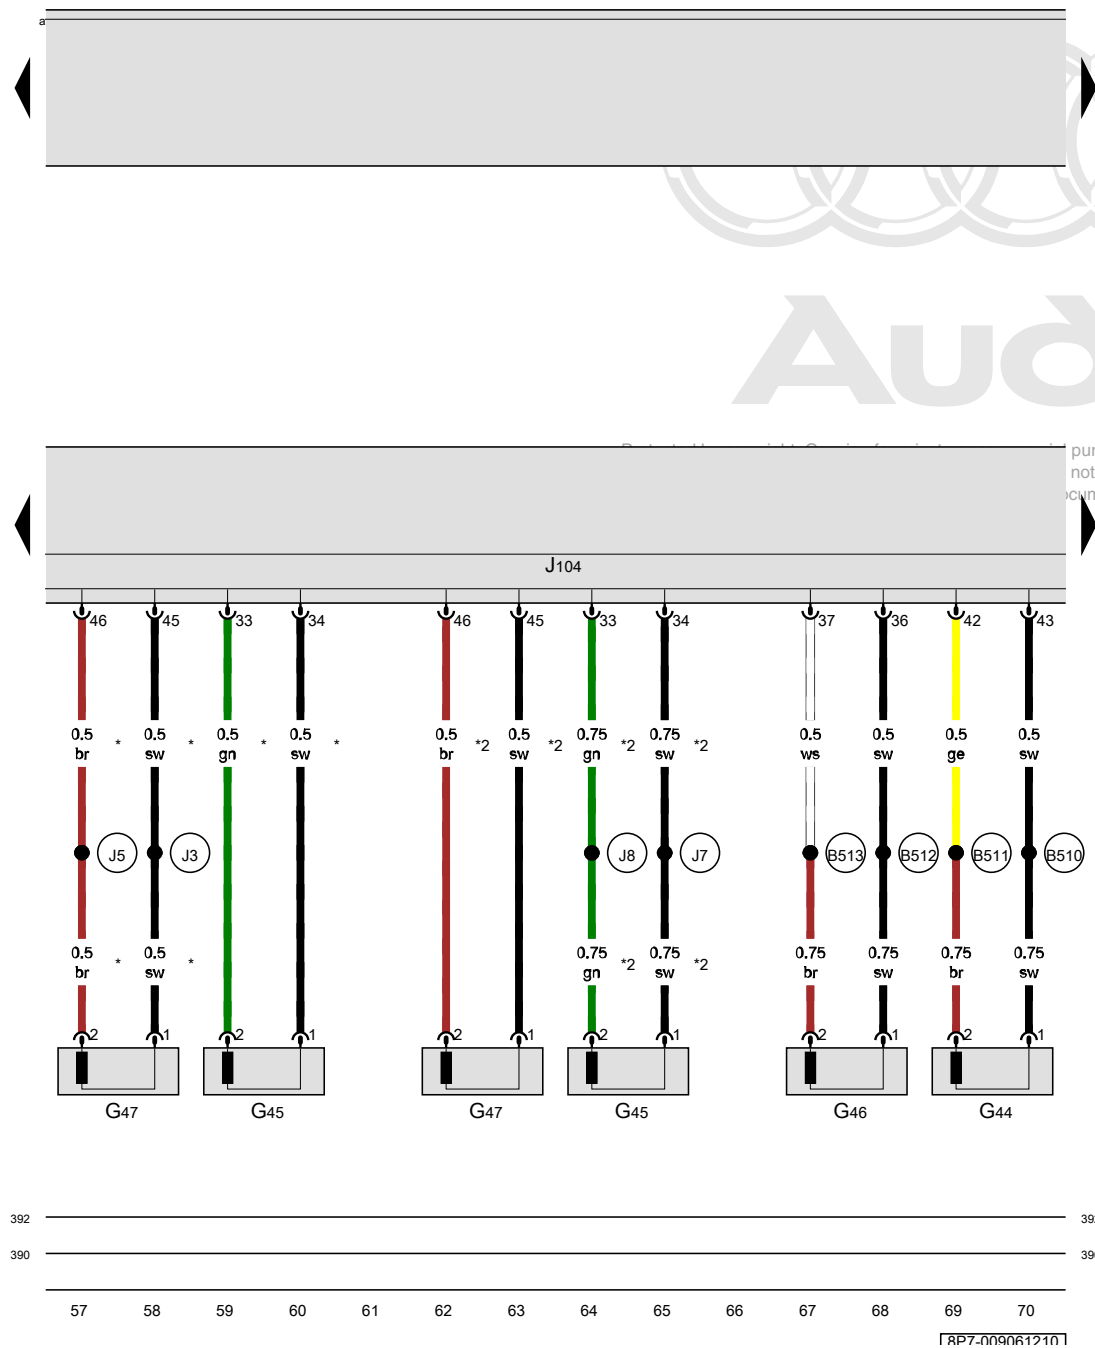 a
Aud
pur
not
J104
46 45 33 34 46 45 33 34 37 36 42 43
0.5 0.5 0.5 0.5 0.5 0.5 0.75 0.75 0.5 0.5 0.5 0.5
br * sw * gn * sw * br *2 sw *2 gn *2 sw *2 ws sw ge sw
J5 J3 J8 J7 B513 B512 B511 B510
0.5 0.5 0.75 0.75 0.75 0.75 0.75 0.75
br * sw * gn *2 sw *2 br sw br sw
2 1 2 1 2 1 2 1 2 1 2 1
G47 G45 G47 G45 G46 G44
392
390
57 58 59 60 61 62 63 64 65 66 67 68 69 70
8P7-009061210